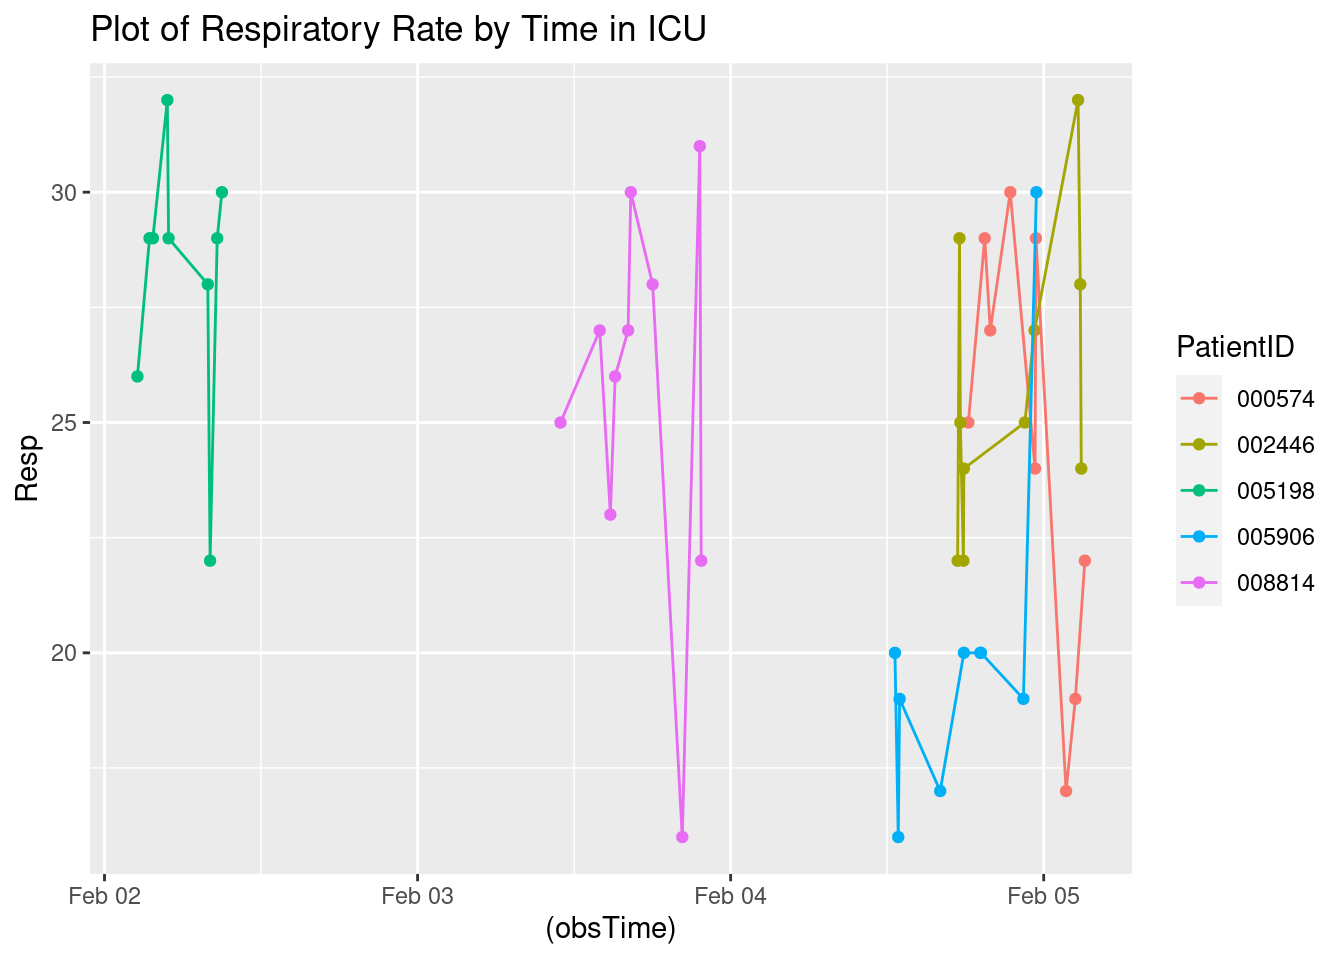 Plot of Respiratory Rate by Time in ICU
Resp
30
25
20
Feb 02
Feb 03
Feb 04
Feb 05
(obsTime)
PatientID
000574
002446
005198
005906
008814